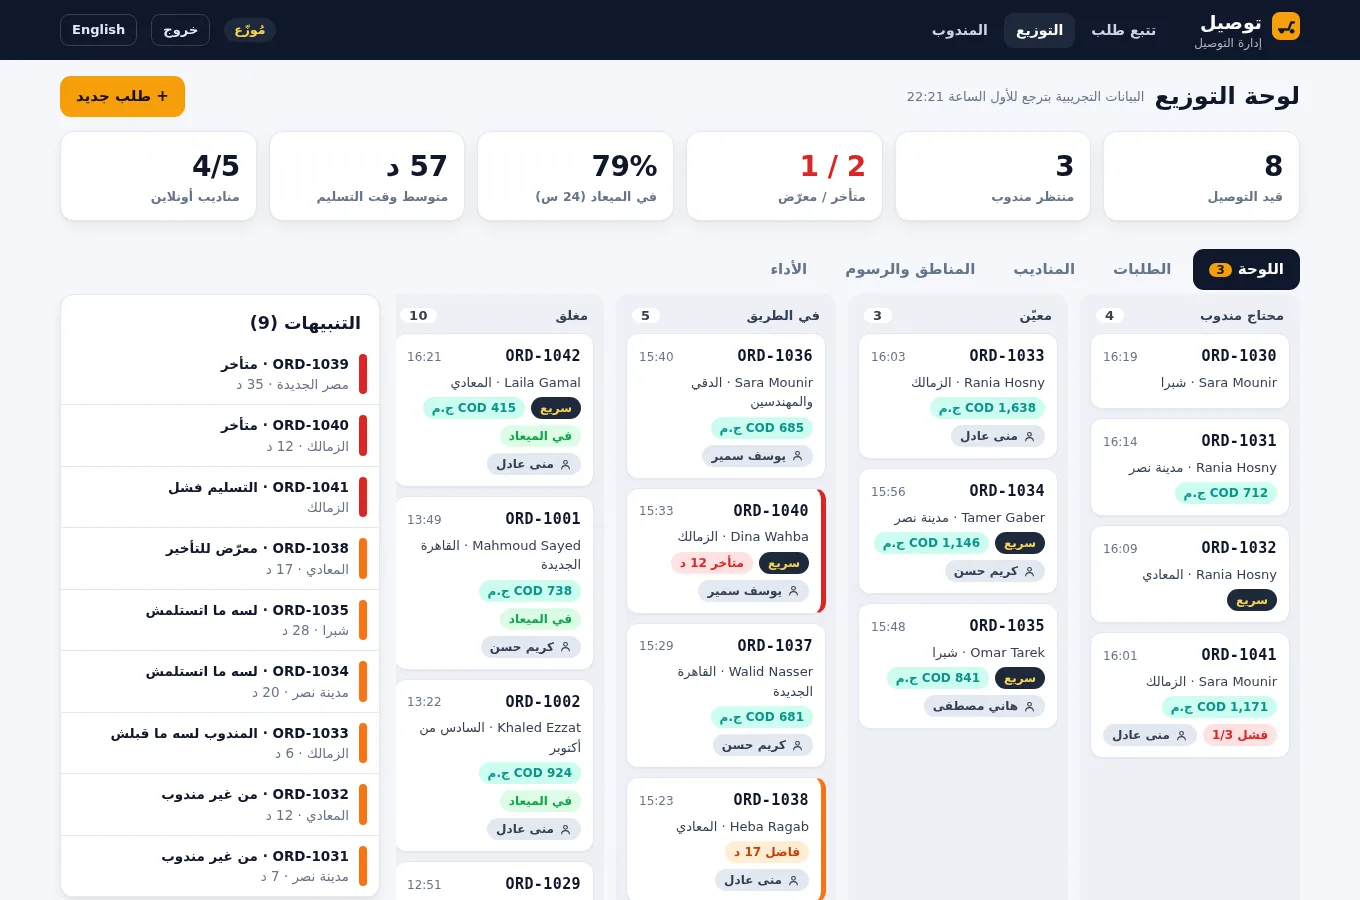 توصيل
إدارة التوصيل
تتبع طلب
التوزيع
المندوب
مُوزّع
خروج
English
لوحة التوزيع
البيانات التجريبية بترجع للأول الساعة 22:21
+ طلب جديد
8
قيد التوصيل
3
منتظر مندوب
2 / 1
متأخر / معرّض
79%
في الميعاد (24 س)
57 د
متوسط وقت التسليم
4/5
مناديب أونلاين
اللوحة 3
الطلبات
المناديب
المناطق والرسوم
الأداء
محتاج مندوب 4
ORD-1030 16:19
Sara Mounir · شبرا
ORD-1031 16:14
Rania Hosny · مدينة نصر
COD 712 ج.م
ORD-1032 16:09
Rania Hosny · المعادي
سريع
ORD-1041 16:01
Sara Mounir · الزمالك
COD 1,171 ج.م
فشل 1/3
منى عادل
معيّن 3
ORD-1033 16:03
Rania Hosny · الزمالك
COD 1,638 ج.م
منى عادل
ORD-1034 15:56
Tamer Gaber · مدينة نصر
سريع
COD 1,146 ج.م
كريم حسن
ORD-1035 15:48
Omar Tarek · شبرا
سريع
COD 841 ج.م
هاني مصطفى
في الطريق 5
ORD-1036 15:40
Sara Mounir · الدقي
والمهندسين
COD 685 ج.م
يوسف سمير
ORD-1040 15:33
Dina Wahba · الزمالك
سريع
متأخر 12 د
يوسف سمير
ORD-1037 15:29
Walid Nasser · القاهرة
الجديدة
COD 681 ج.م
كريم حسن
ORD-1038 15:23
Heba Ragab · المعادي
فاضل 17 د
منى عادل
مغلق 10
ORD-1042 16:21
Laila Gamal · المعادي
سريع
COD 415 ج.م
في الميعاد
منى عادل
ORD-1001 13:49
Mahmoud Sayed · القاهرة
الجديدة
COD 738 ج.م
في الميعاد
كريم حسن
ORD-1002 13:22
Khaled Ezzat · السادس من
أكتوبر
COD 924 ج.م
في الميعاد
منى عادل
ORD-1029 12:51
التنبيهات (9)
ORD-1039 · متأخر
مصر الجديدة · 35 د
ORD-1040 · متأخر
الزمالك · 12 د
ORD-1041 · التسليم فشل
الزمالك
ORD-1038 · معرّض للتأخير
المعادي · 17 د
ORD-1035 · لسه ما اتستلمش
شبرا · 28 د
ORD-1034 · لسه ما اتستلمش
مدينة نصر · 20 د
ORD-1033 · المندوب لسه ما قبلش
الزمالك · 6 د
ORD-1032 · من غير مندوب
المعادي · 12 د
ORD-1031 · من غير مندوب
مدينة نصر · 7 د